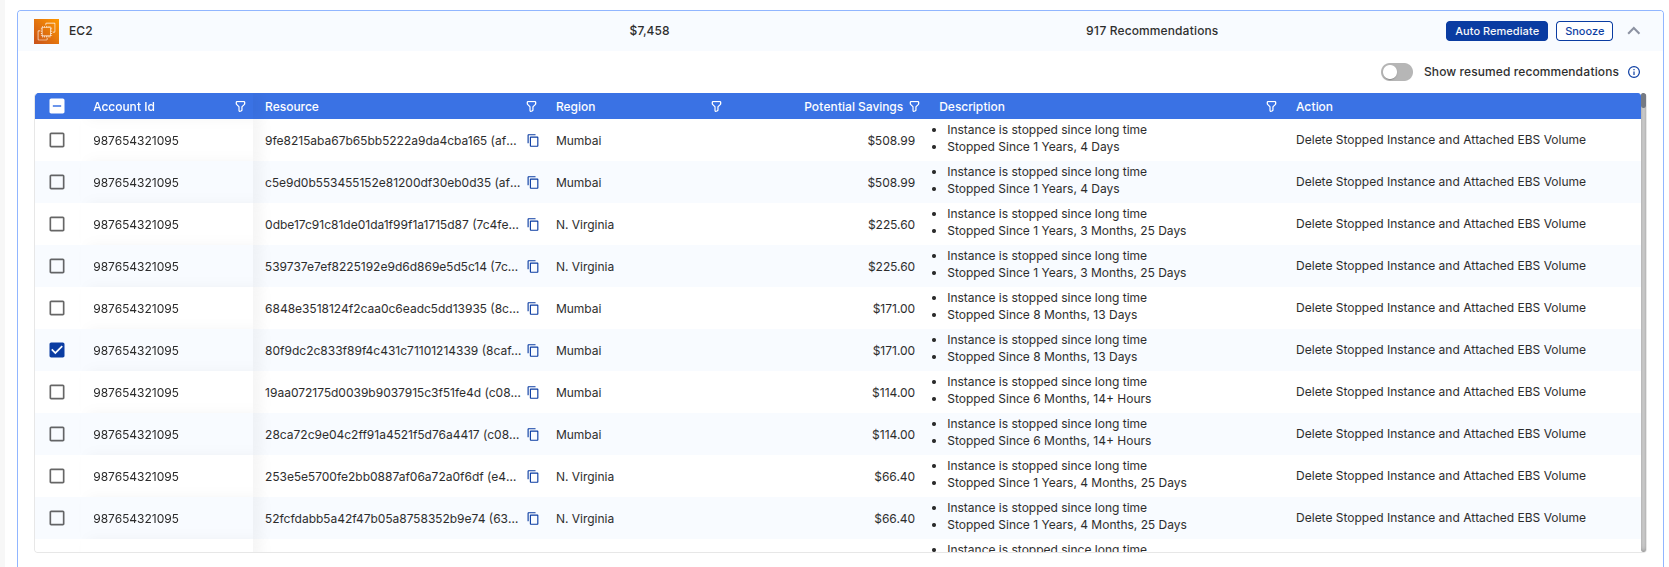 EC2 $7,458 917 Recommendations Auto Remediate Snooze
Show resumed recommendations
Account Id Resource Region Potential Savings Description Action
987654321095 9fe8215aba67b65bb5222a9da4cba165 (af... Mumbai $508.99 • Instance is stopped since long time Delete Stopped Instance and Attached EBS Volume
• Stopped Since 1 Years, 4 Days
987654321095 c5e9d0b553455152e81200df30eb0d35 (af... Mumbai $508.99 • Instance is stopped since long time Delete Stopped Instance and Attached EBS Volume
• Stopped Since 1 Years, 4 Days
987654321095 0dbe17c91c81de01da1f99f1a1715d87 (7c4fe... N. Virginia $225.60 • Instance is stopped since long time Delete Stopped Instance and Attached EBS Volume
• Stopped Since 1 Years, 3 Months, 25 Days
987654321095 539737e7ef8225192e9d6d869e5d5c14 (7c... N. Virginia $225.60 • Instance is stopped since long time Delete Stopped Instance and Attached EBS Volume
• Stopped Since 1 Years, 3 Months, 25 Days
987654321095 6848e3518124f2caa0c6eadc5dd13935 (8c... Mumbai $171.00 • Instance is stopped since long time Delete Stopped Instance and Attached EBS Volume
• Stopped Since 8 Months, 13 Days
987654321095 80f9dc2c833f89f4c431c71101214339 (8caf... Mumbai $171.00 • Instance is stopped since long time Delete Stopped Instance and Attached EBS Volume
• Stopped Since 8 Months, 13 Days
987654321095 19aa072175d0039b9037915c3f51fe4d (c08... Mumbai $114.00 • Instance is stopped since long time Delete Stopped Instance and Attached EBS Volume
• Stopped Since 6 Months, 14+ Hours
987654321095 28ca72c9e04c2ff91a4521f5d76a4417 (c08... Mumbai $114.00 • Instance is stopped since long time Delete Stopped Instance and Attached EBS Volume
• Stopped Since 6 Months, 14+ Hours
987654321095 253e5e5700fe2bb0887af06a72a0f6df (e4... N. Virginia $66.40 • Instance is stopped since long time Delete Stopped Instance and Attached EBS Volume
• Stopped Since 1 Years, 4 Months, 25 Days
987654321095 52fcfdabb5a42f47b05a8758352b9e74 (63... N. Virginia $66.40 • Instance is stopped since long time Delete Stopped Instance and Attached EBS Volume
• Stopped Since 1 Years, 4 Months, 25 Days
• Instance is stopped since long time